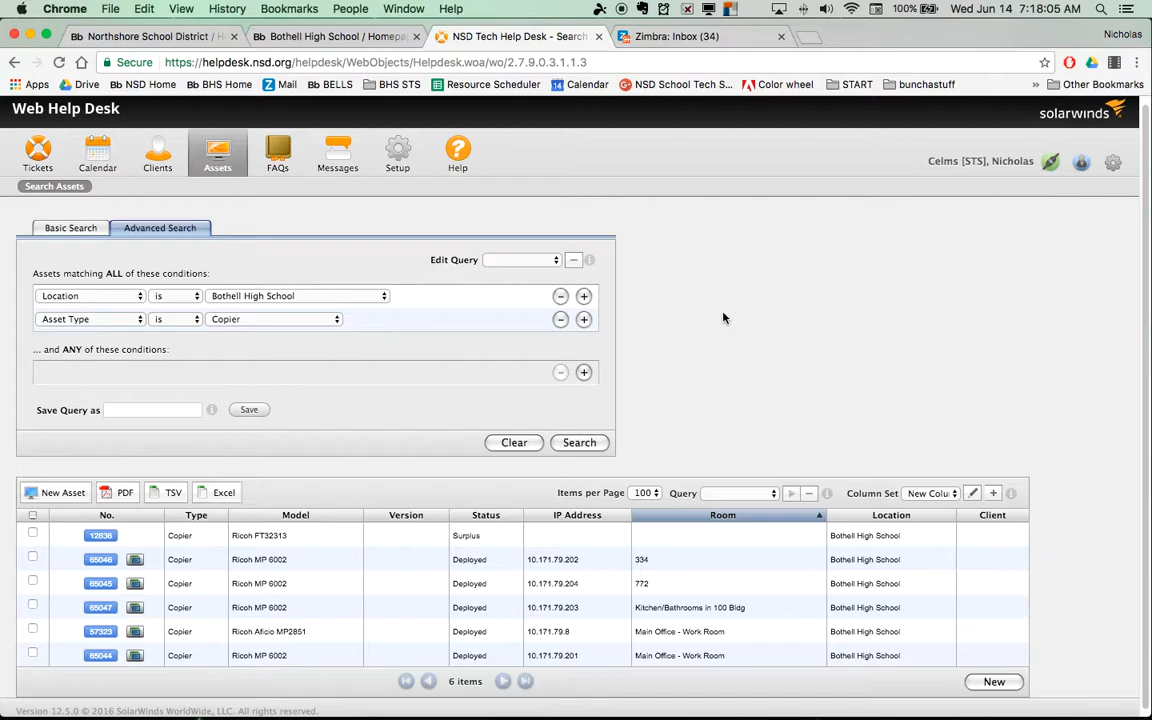 Chrome File Edit View History Bookmarks People Window Help 100% Wed Jun 14 7:18:05 AM
Northshore School District / H Bothell High School / Homepa NSD Tech Help Desk - Search Zimbra: Inbox (34) Nicholas
Secure https://helpdesk.nsd.org/helpdesk/WebObjects/Helpdesk.woa/wo/2.7.9.0.3.1.1.3
Apps NSD Home BHS Home Mail BELLS BHS STS Resource Scheduler 14 Calendar NSD School Tech S... Color wheel START bunchastuff » Other Bookmarks
Web Help Desk
solarwinds
Tickets Calendar Clients Assets FAQs Messages Setup Help
Celms [STS], Nicholas
Search Assets
Basic Search Advanced Search
Edit Query
Assets matching ALL of these conditions:
Location is Bothell High School
Asset Type is Copier
... and ANY of these conditions:
Save Query as Save
Clear Search
New Asset PDF TSV Excel Items per Page 100 Query Column Set New Colu
No. Type Model Version Status IP Address Room Location Client
12836 Copier Ricoh FT32313 Surplus Bothell High School
65046 Copier Ricoh MP 6002 Deployed 10.171.79.202 334 Bothell High School
65045 Copier Ricoh MP 6002 Deployed 10.171.79.204 772 Bothell High School
65047 Copier Ricoh MP 6002 Deployed 10.171.79.203 Kitchen/Bathrooms in 100 Bldg Bothell High School
57323 Copier Ricoh Aficio MP2851 Deployed 10.171.79.8 Main Office - Work Room Bothell High School
65044 Copier Ricoh MP 6002 Deployed 10.171.79.201 Main Office - Work Room Bothell High School
6 items New
Version 12.5.0 © 2016 SolarWinds WorldWide, LLC. All rights reserved.